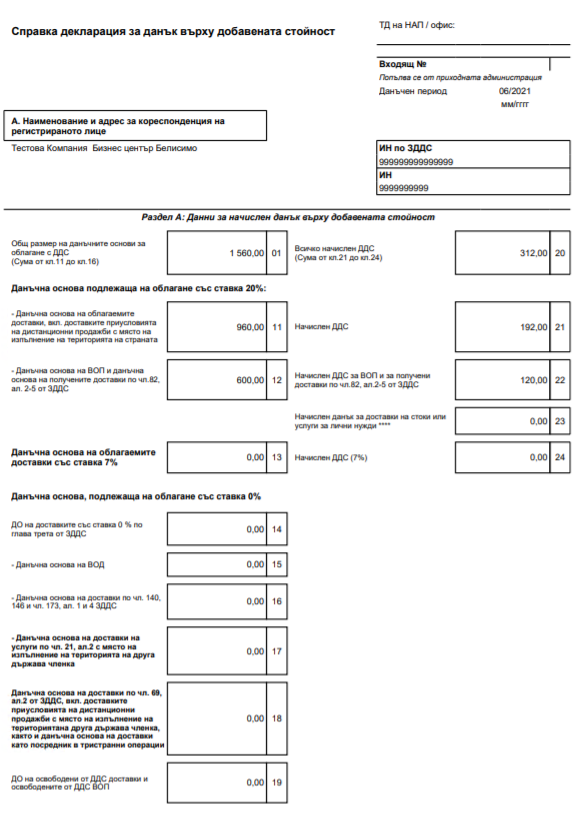 Справка декларация за данък върху добавената стойност
ТД на НАП / офис:
Входящ №
Попълва се от приходната администрация
Данъчен период 06/2021
мм/гггг
А. Наименование и адрес за кореспонденция на
регистрираното лице
Тестова Компания Бизнес център Белисимо
ИН по ЗДДС
999999999999999
ИН
9999999999
Раздел А: Данни за начислен данък върху добавената стойност
Общ размер на данъчните основи за
облагане с ДДС
(Сума от кл.11 до кл.16)
1 560,00 01
Всичко начислен ДДС
(Сума от кл.21 до кл.24)
312,00 20
Данъчна основа подлежаща на облагане със ставка 20%:
- Данъчна основа на облагаемите
доставки, вкл. доставките приусловията
на дистанционни продажби с място на
изпълнение на територията на страната
960,00 11
Начислен ДДС
192,00 21
- Данъчна основа на ВОП и данъчна
основа на получените доставки по чл.82,
ал. 2-5 от ЗДДС
600,00 12
Начислен ДДС за ВОП и за получени
доставки по чл.82, ал.2-5 от ЗДДС
120,00 22
Начислен данък за доставки на стоки или
услуги за лични нужди ****
0,00 23
Данъчна основа на облагаемите
доставки със ставка 7%
0,00 13
Начислен ДДС (7%)
0,00 24
Данъчна основа, подлежаща на облагане със ставка 0%
ДО на доставките със ставка 0 % по
глава трета от ЗДДС
0,00 14
- Данъчна основа на ВОД
0,00 15
- Данъчна основа на доставки по чл. 140,
146 и чл. 173, ал. 1 и 4 ЗДДС
0,00 16
- Данъчна основа на доставки на
услуги по чл. 21, ал.2 с място на
изпълнение на територията на друга
държава членка
0,00 17
Данъчна основа на доставки по чл. 69,
ал.2 от ЗДДС, вкл. доставките
приусловията на дистанционни
продажби с място на изпълнение на
териториятана друга държава членка,
както и данъчна основа на доставки
като посредник в тристранни операции
0,00 18
ДО на освободени от ДДС доставки и
освободените от ДДС ВОП
0,00 19